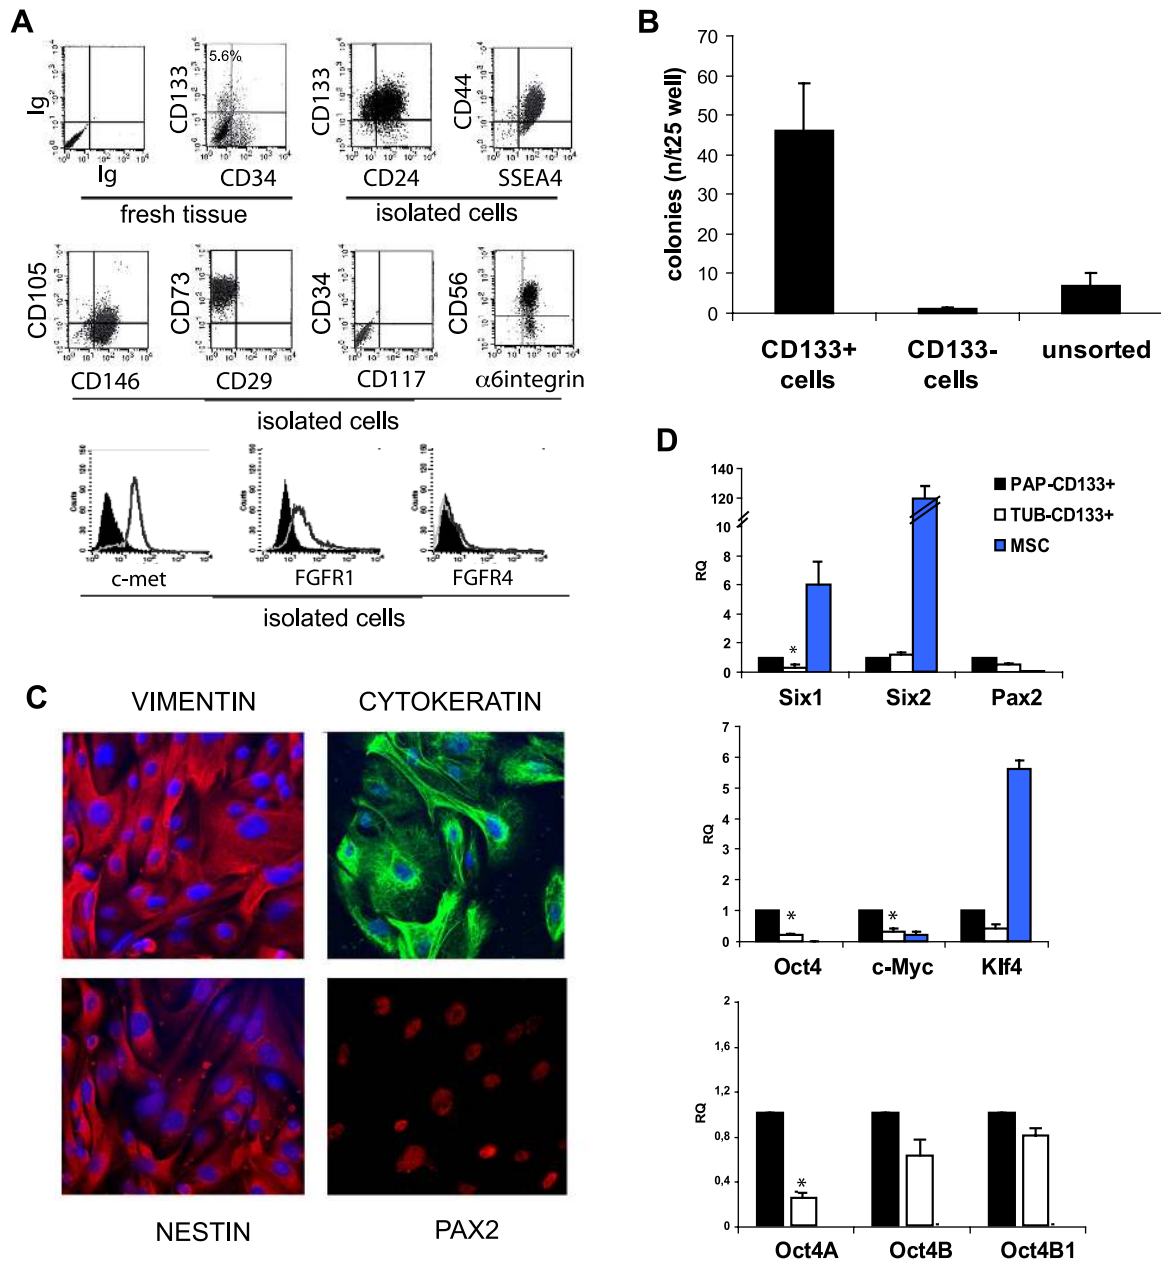 A
Ig
Ig
5.6%
CD133
CD34
CD133
CD24
CD44
SSEA4
fresh tissue
isolated cells
CD105
CD146
CD73
CD29
CD34
CD117
CD56
α6integrin
isolated cells
Counts
c-met
Counts
FGFR1
Counts
FGFR4
isolated cells
B
colonies (n/t25 well)
70
60
50
40
30
20
10
0
CD133+
cells
CD133-
cells
unsorted
C
VIMENTIN
CYTOKERATIN
NESTIN
PAX2
D
PAP-CD133+
TUB-CD133+
MSC
RQ
140
120
10
8
6
4
2
0
*
Six1
Six2
Pax2
RQ
7
6
5
4
3
2
1
0
*
*
Oct4
c-Myc
Klf4
RQ
2
1,6
1,2
0,8
0,4
0
*
Oct4A
Oct4B
Oct4B1